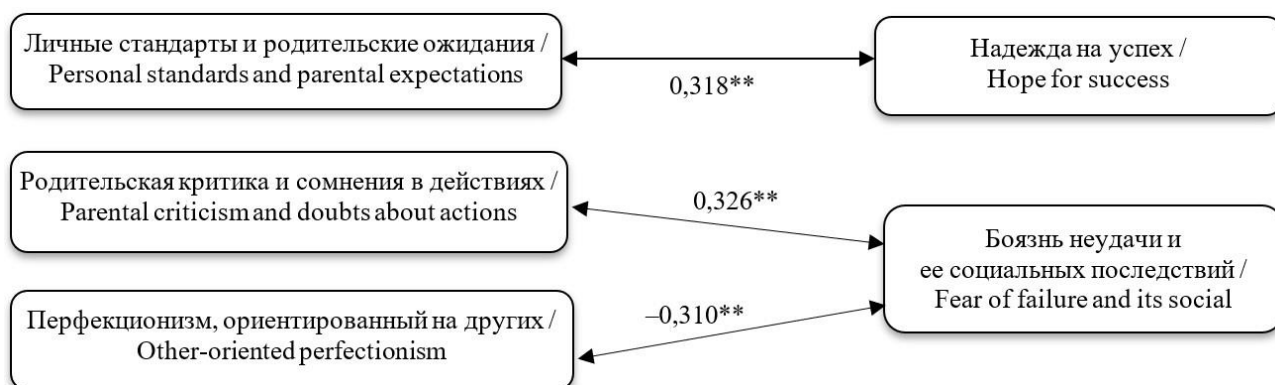 Личные стандарты и родительские ожидания /
Personal standards and parental expectations
0,318**
Надежда на успех /
Hope for success
Родительская критика и сомнения в действиях /
Parental criticism and doubts about actions
0,326**
Боязнь неудачи и
ее социальных последствий /
Fear of failure and its social
Перфекционизм, ориентированный на других /
Other-oriented perfectionism
–0,310**